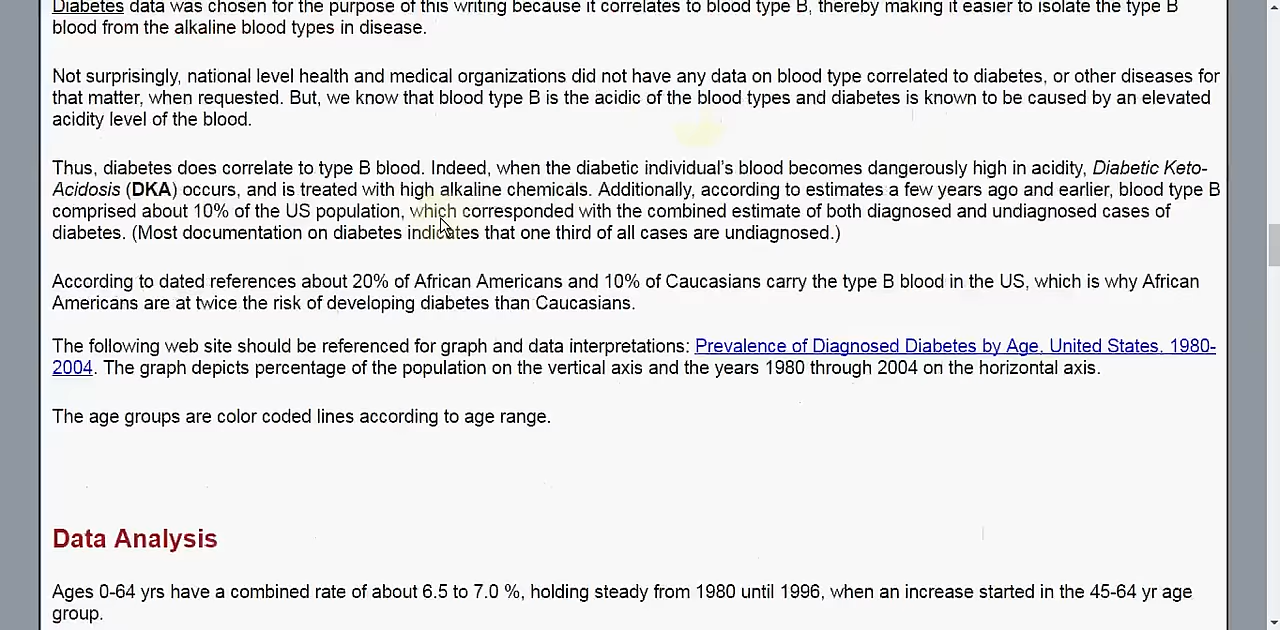 Diabetes data was chosen for the purpose of this writing because it correlates to blood type B, thereby making it easier to isolate the type B
blood from the alkaline blood types in disease.
Not surprisingly, national level health and medical organizations did not have any data on blood type correlated to diabetes, or other diseases for
that matter, when requested. But, we know that blood type B is the acidic of the blood types and diabetes is known to be caused by an elevated
acidity level of the blood.
Thus, diabetes does correlate to type B blood. Indeed, when the diabetic individual's blood becomes dangerously high in acidity, Diabetic Keto-
Acidosis (DKA) occurs, and is treated with high alkaline chemicals. Additionally, according to estimates a few years ago and earlier, blood type B
comprised about 10% of the US population, which corresponded with the combined estimate of both diagnosed and undiagnosed cases of
diabetes. (Most documentation on diabetes indicates that one third of all cases are undiagnosed.)
According to dated references about 20% of African Americans and 10% of Caucasians carry the type B blood in the US, which is why African
Americans are at twice the risk of developing diabetes than Caucasians.
The following web site should be referenced for graph and data interpretations: Prevalence of Diagnosed Diabetes by Age, United States, 1980-
2004. The graph depicts percentage of the population on the vertical axis and the years 1980 through 2004 on the horizontal axis.
The age groups are color coded lines according to age range.
Data Analysis
Ages 0-64 yrs have a combined rate of about 6.5 to 7.0 %, holding steady from 1980 until 1996, when an increase started in the 45-64 yr age
group.